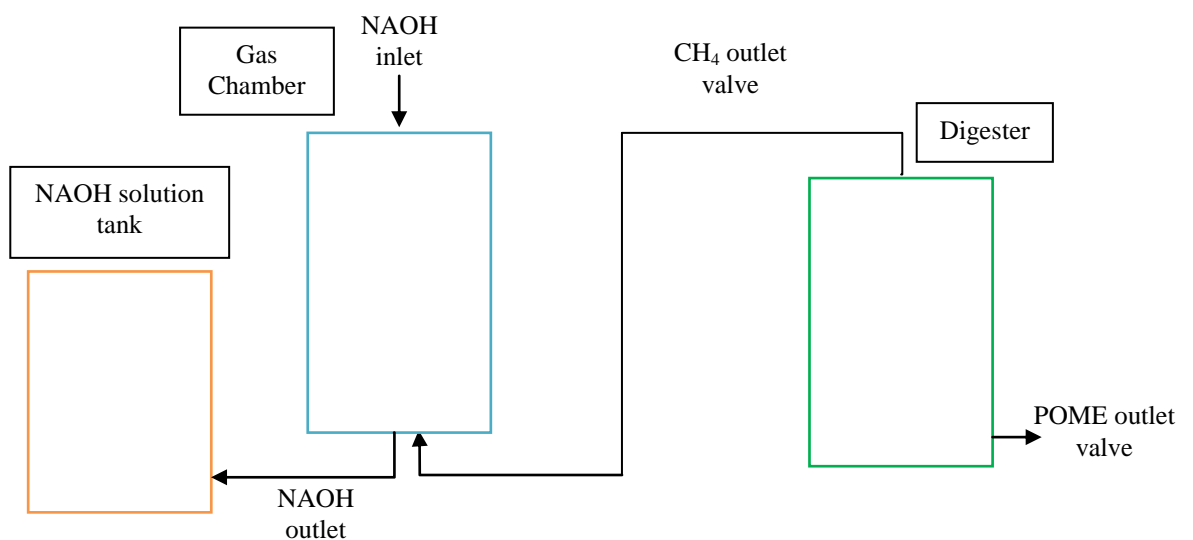 NAOH
inlet
Gas
Chamber
CH₄ outlet
valve
Digester
NAOH solution
tank
POME outlet
valve
NAOH
outlet